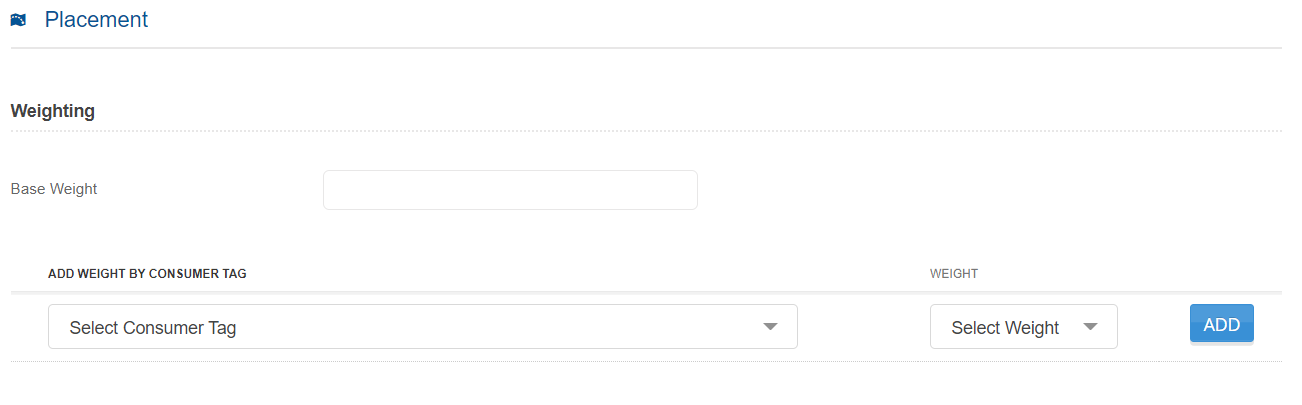 Placement
Weighting
Base Weight
ADD WEIGHT BY CONSUMER TAG WEIGHT
Select Consumer Tag Select Weight ADD